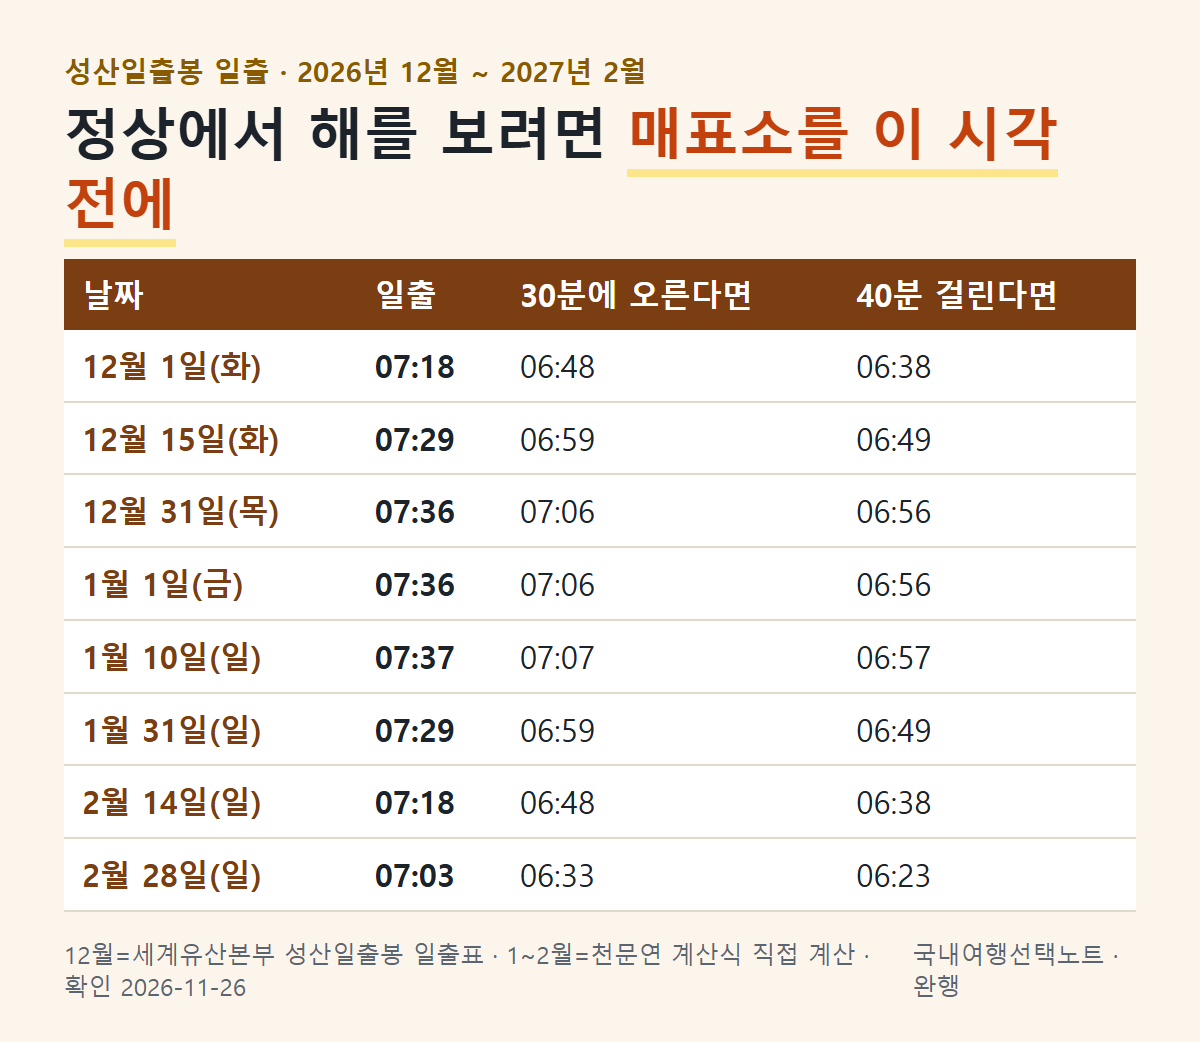 성산일출봉 일출 · 2026년 12월 ~ 2027년 2월
정상에서 해를 보려면 매표소를 이 시각
전에
날짜 일출 30분에 오른다면 40분 걸린다면
12월 1일(화) 07:18 06:48 06:38
12월 15일(화) 07:29 06:59 06:49
12월 31일(목) 07:36 07:06 06:56
1월 1일(금) 07:36 07:06 06:56
1월 10일(일) 07:37 07:07 06:57
1월 31일(일) 07:29 06:59 06:49
2월 14일(일) 07:18 06:48 06:38
2월 28일(일) 07:03 06:33 06:23
12월=세계유산본부 성산일출봉 일출표 · 1~2월=천문연 계산식 직접 계산 ·
확인 2026-11-26
국내여행선택노트 ·
완행